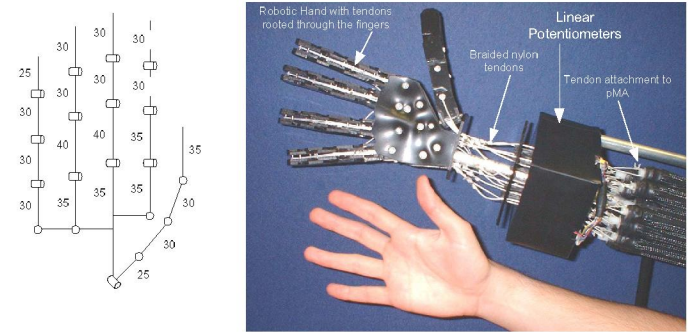 30
30
30
30
25
30
30
30
30
40
35
40
35
30
35
35
30
35
30
30
25
Robotic Hand with tendons
rooted through the fingers
Linear
Potentiometers
Braided nylon
tendons
Tendon attachment to
pMA